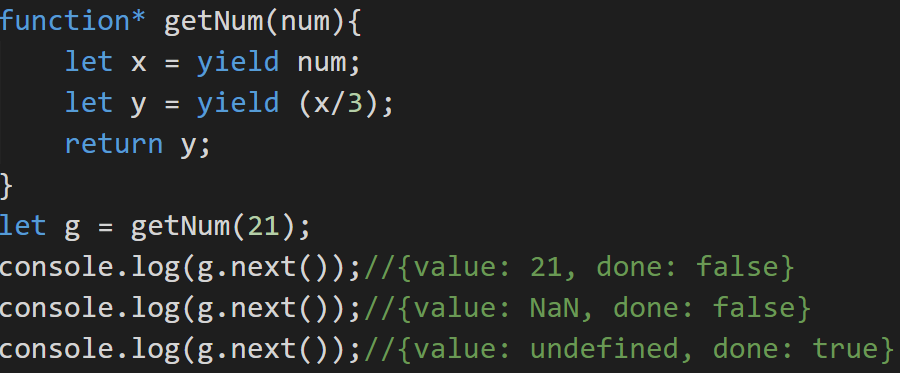 function* getNum(num){
    let x = yield num;
    let y = yield (x/3);
    return y;
}
let g = getNum(21);
console.log(g.next());//{value: 21, done: false}
console.log(g.next());//{value: NaN, done: false}
console.log(g.next());//{value: undefined, done: true}